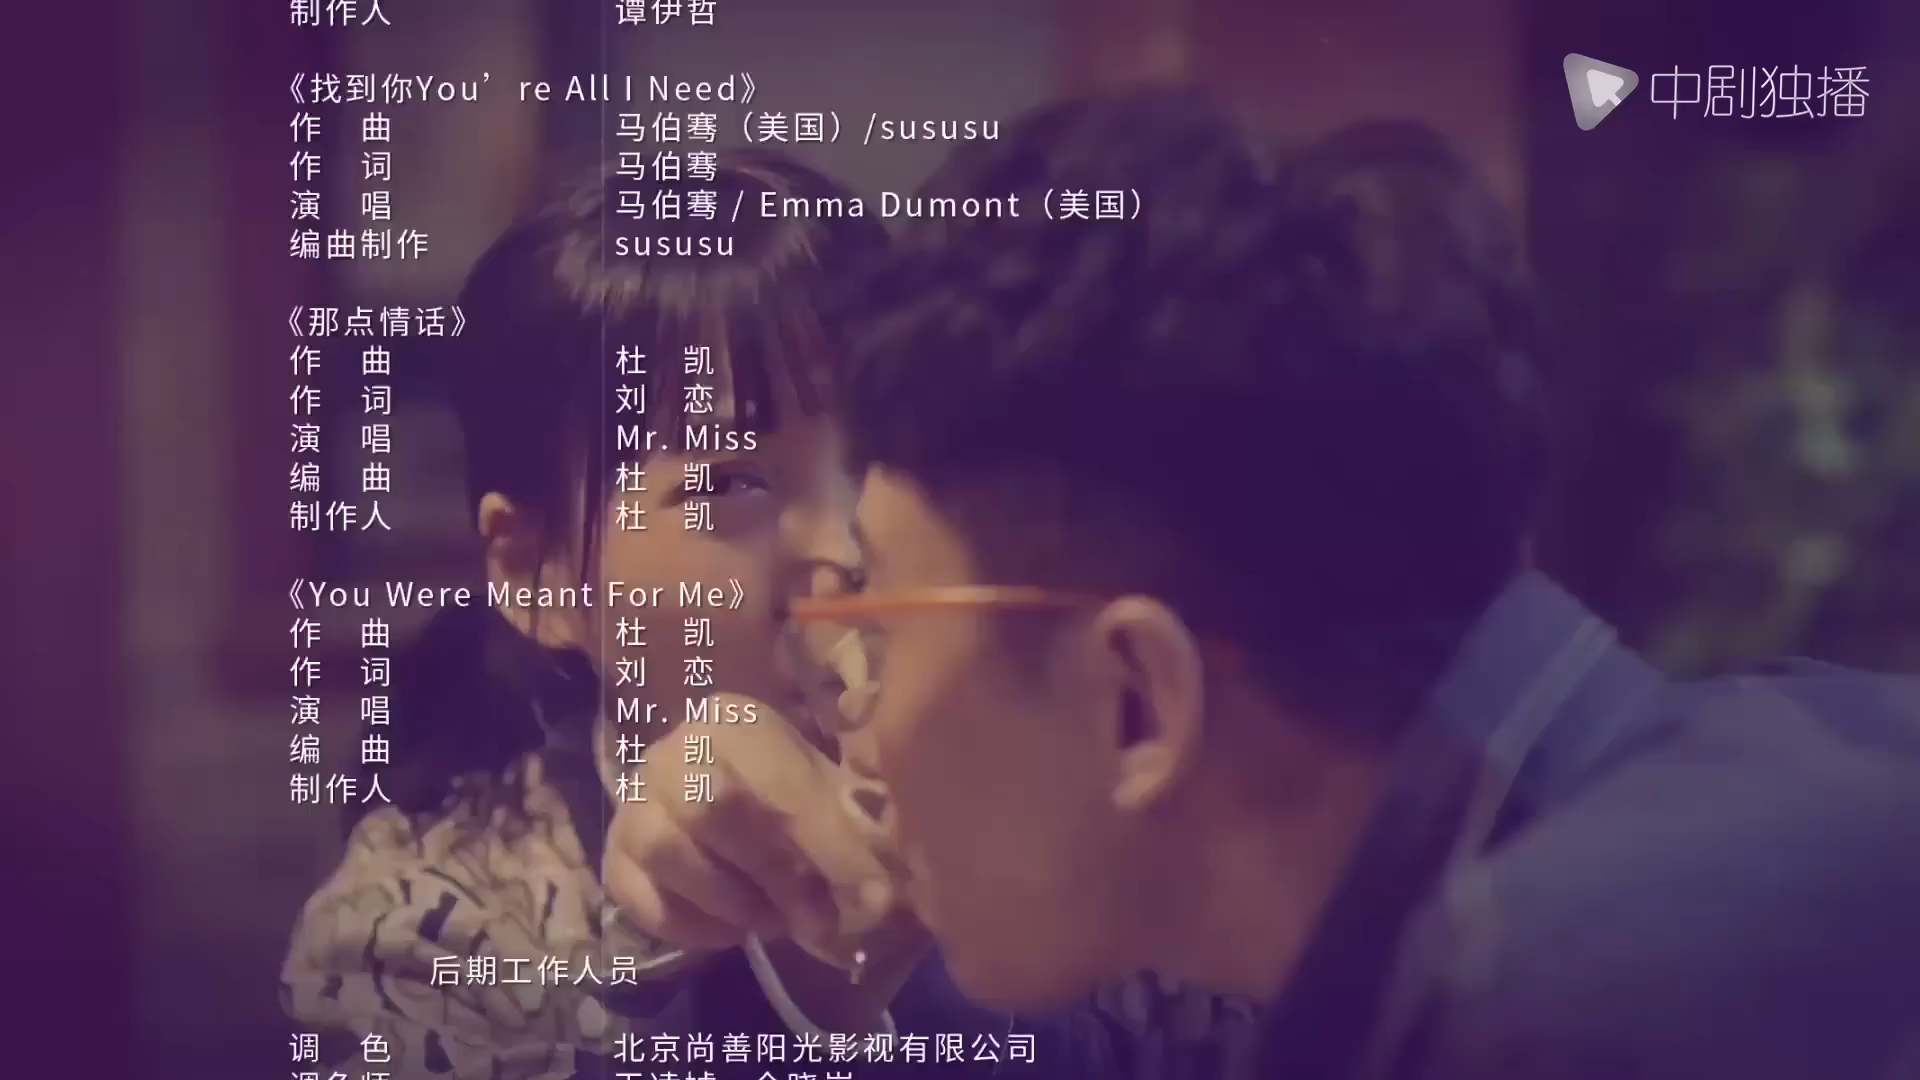 制作人 谭伊哲
《找到你You’re All I Need》
作 曲 马伯骞（美国）/sususu
作 词 马伯骞
演 唱 马伯骞 / Emma Dumont（美国）
编曲制作 sususu
《那点情话》
作 曲 杜 凯
作 词 刘 恋
演 唱 Mr. Miss
编 曲 杜 凯
制作人 杜 凯
《You Were Meant For Me》
作 曲 杜 凯
作 词 刘 恋
演 唱 Mr. Miss
编 曲 杜 凯
制作人 杜 凯
后期工作人员
调 色 北京尚善阳光影视有限公司
调色师
中剧独播